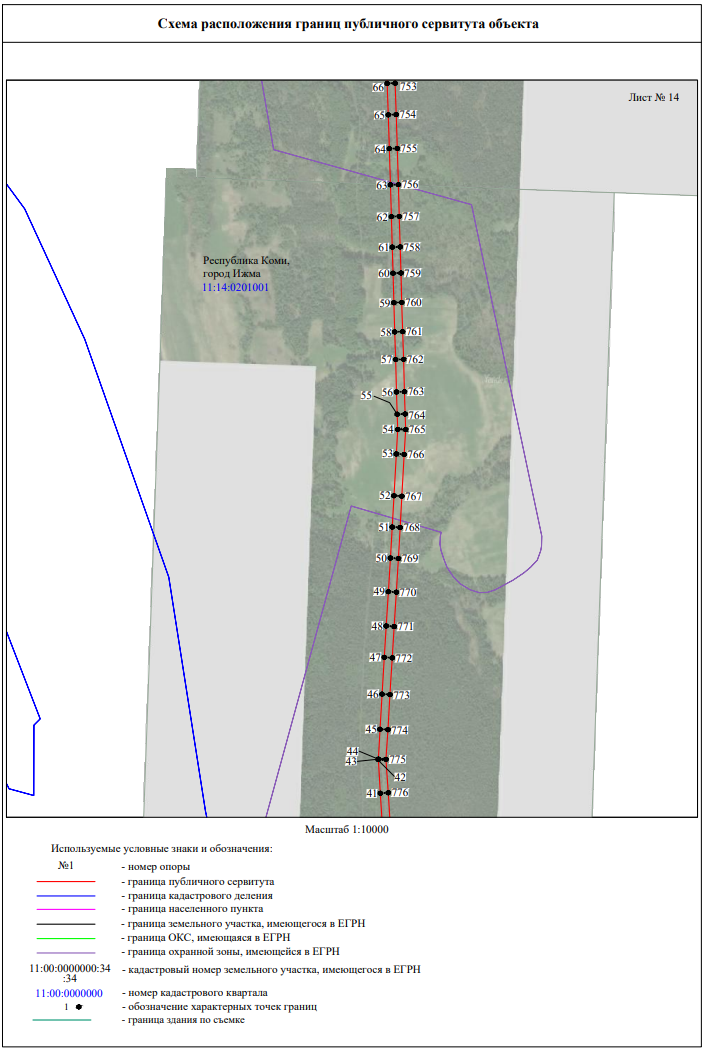 Схема расположения границ публичного сервитута объекта
Лист № 14
66 753
65 754
64 755
63 756
62 757
61 758
Республика Коми,
город Ижма
11:14:0201001
60 759
59 760
58 761
57 762
56 763
55
764
54 765
53 766
52 767
51 768
50 769
49 770
48 771
47 772
46 773
45 774
44
43
775
42
41 776
Масштаб 1:10000
Используемые условные знаки и обозначения:
№1 - номер опоры
- граница публичного сервитута
- граница кадастрового деления
- граница населенного пункта
- граница земельного участка, имеющегося в ЕГРН
- граница ОКС, имеющаяся в ЕГРН
- граница охранной зоны, имеющейся в ЕГРН
11:00:0000000:34
:34
- кадастровый номер земельного участка, имеющегося в ЕГРН
11:00:0000000 - номер кадастрового квартала
1 - обозначение характерных точек границ
- граница здания по съемке